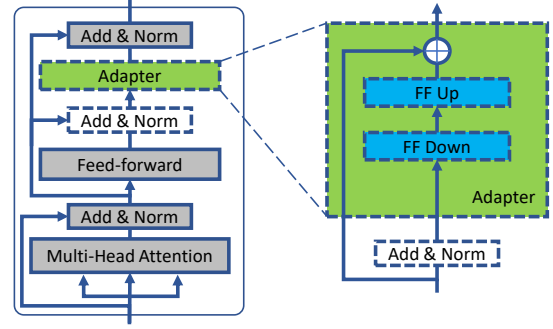 Add & Norm
Adapter
Add & Norm
Feed-forward
Add & Norm
Multi-Head Attention
FF Up
FF Down
Adapter
Add & Norm